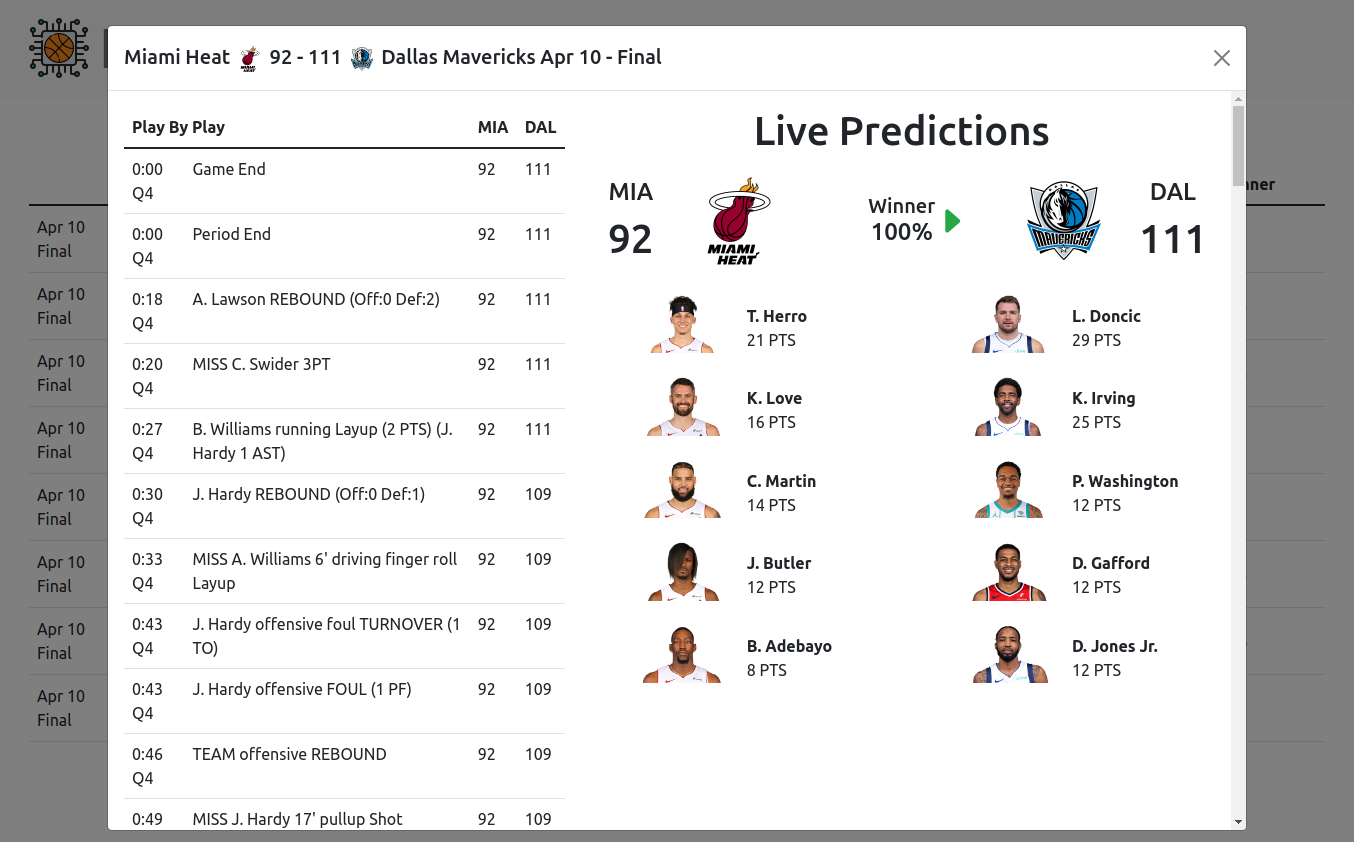 Miami Heat 92 - 111 Dallas Mavericks Apr 10 - Final
Play By Play MIA DAL
0:00 Game End 92 111
Q4
0:00 Period End 92 111
Q4
0:18 A. Lawson REBOUND (Off:0 Def:2) 92 111
Q4
0:20 MISS C. Swider 3PT 92 111
Q4
0:27 B. Williams running Layup (2 PTS) (J. 92 111
Q4 Hardy 1 AST)
0:30 J. Hardy REBOUND (Off:0 Def:1) 92 109
Q4
0:33 MISS A. Williams 6' driving finger roll 92 109
Q4 Layup
0:43 J. Hardy offensive foul TURNOVER (1 92 109
Q4 TO)
0:43 J. Hardy offensive FOUL (1 PF) 92 109
Q4
0:46 TEAM offensive REBOUND 92 109
Q4
0:49 MISS J. Hardy 17' pullup Shot 92 109
Live Predictions
MIA
92
MIAMI
HEAT
Winner
100%
MAVERICKS
DAL
111
T. Herro
21 PTS
L. Doncic
29 PTS
K. Love
16 PTS
K. Irving
25 PTS
C. Martin
14 PTS
P. Washington
12 PTS
J. Butler
12 PTS
D. Gafford
12 PTS
B. Adebayo
8 PTS
D. Jones Jr.
12 PTS
Apr 10
Final
Apr 10
Final
Apr 10
Final
Apr 10
Final
Apr 10
Final
Apr 10
Final
Apr 10
Final
Apr 10
Final